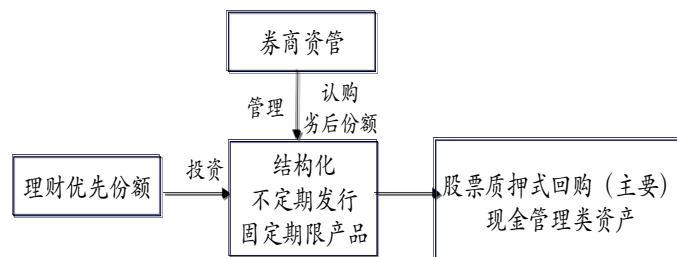 券商资管
管理
认购
劣后份额
理财优先份额
投资
结构化
不定期发行
固定期限产品
股票质押式回购（主要）
现金管理类资产